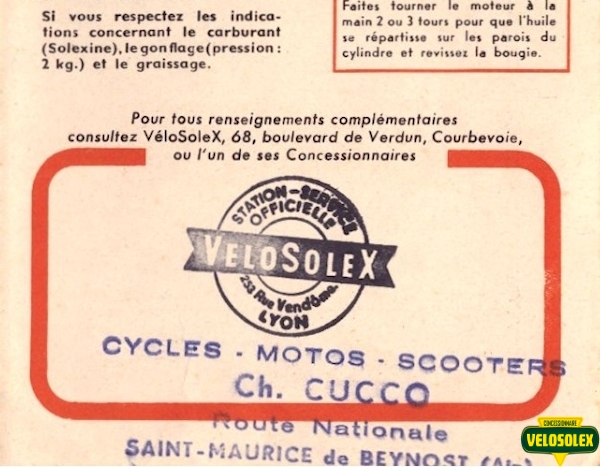 Si vous respectez les indica-
tions concernant le carburant
(Solexine), le gonflage (pression :
2 kg.) et le graissage.
Faites tourner le moteur à la
main 2 ou 3 tours pour que l'huile
se répartisse sur les parois du
cylindre et revissez la bougie.
Pour tous renseignements complémentaires
consultez VéloSoleX, 68, boulevard de Verdun, Courbevoie,
ou l'un de ses Concessionnaires
STATION-SERVICE
OFFICIELLE
VELOSOLEX
233 Rue Vendôme.
LYON
CYCLES - MOTOS - SCOOTERS
Ch. CUCCO
Route Nationale
SAINT-MAURICE de BEYNOST (Ain)
CONCESSIONNAIRE
VELOSOLEX